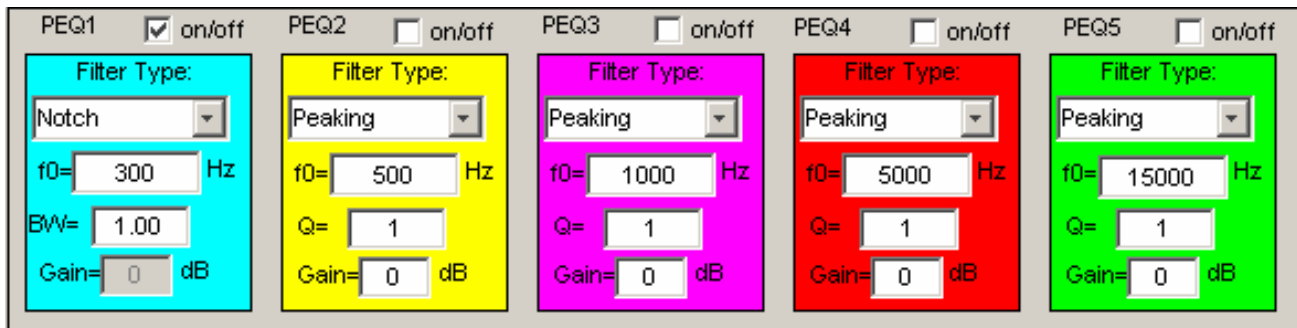 PEQ1 on/off PEQ2 on/off PEQ3 on/off PEQ4 on/off PEQ5 on/off
Filter Type: Filter Type: Filter Type: Filter Type: Filter Type:
Notch Peaking Peaking Peaking Peaking
f0= 300 Hz f0= 500 Hz f0= 1000 Hz f0= 5000 Hz f0= 15000 Hz
BW= 1.00 Q= 1 Q= 1 Q= 1 Q= 1
Gain= 0 dB Gain= 0 dB Gain= 0 dB Gain= 0 dB Gain= 0 dB